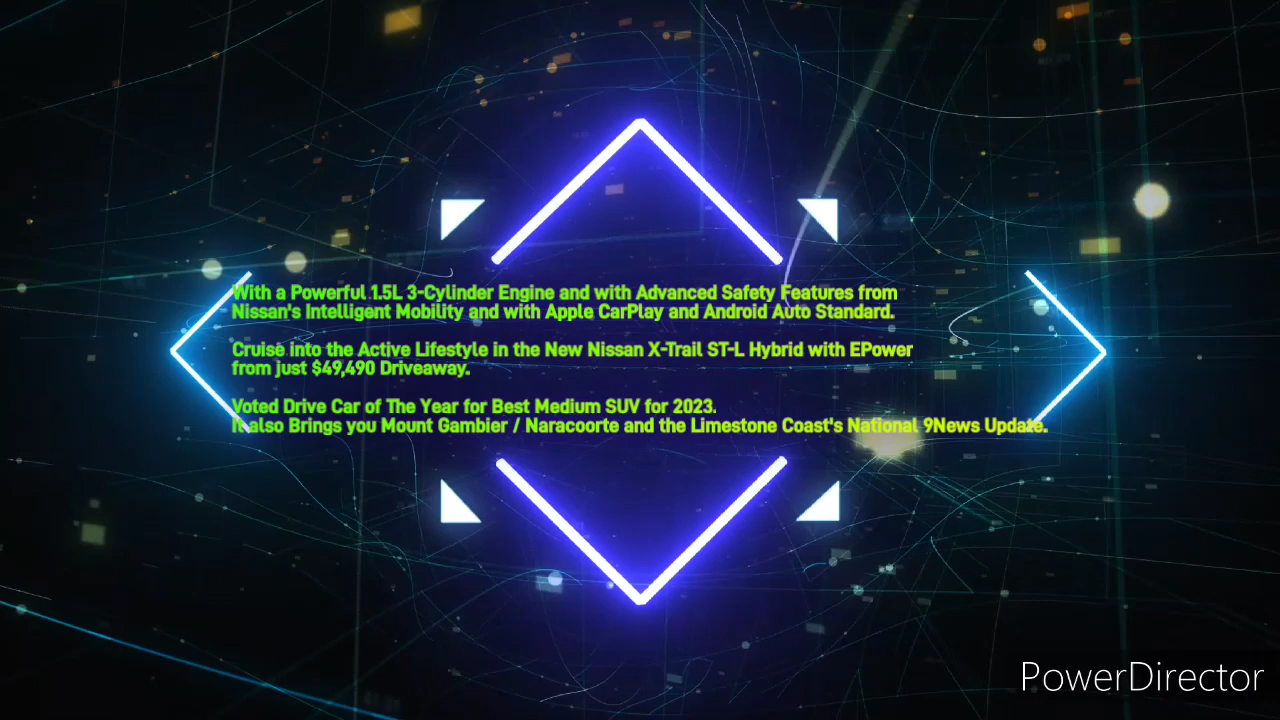 With a Powerful 1.5L 3-Cylinder Engine and with Advanced Safety Features from
Nissan's Intelligent Mobility and with Apple CarPlay and Android Auto Standard.
Cruise into the Active Lifestyle in the New Nissan X-Trail ST-L Hybrid with EPower
from just $49,490 Driveaway.
Voted Drive Car of The Year for Best Medium SUV for 2023.
It also Brings you Mount Gambier / Naracoorte and the Limestone Coast's National 9News Update.
PowerDirector